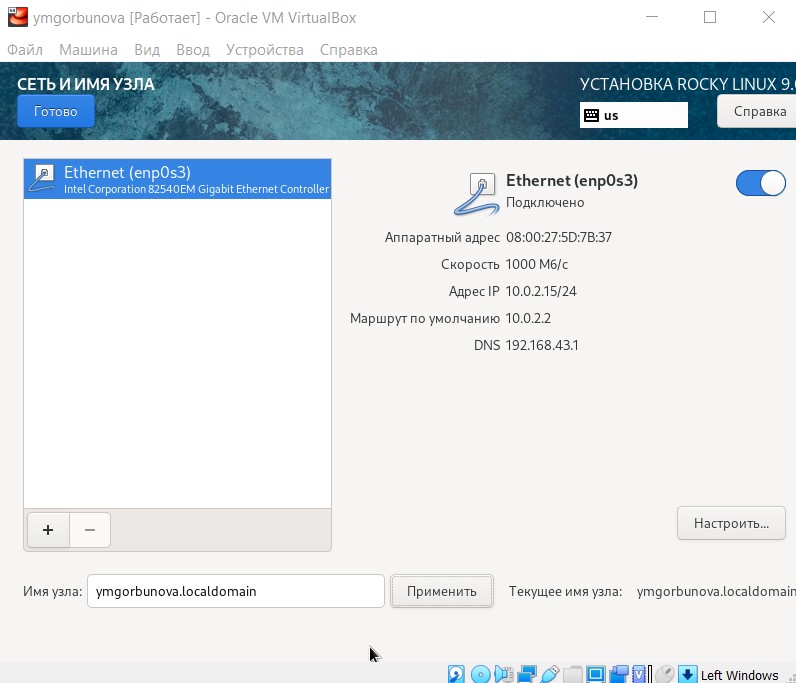 ymgorbunova [Работает] - Oracle VM VirtualBox
Файл Машина Вид Ввод Устройства Справка
СЕТЬ И ИМЯ УЗЛА
УСТАНОВКА ROCKY LINUX 9.
Готово
us
Справка
Ethernet (enp0s3)
Intel Corporation 82540EM Gigabit Ethernet Controller
Ethernet (enp0s3)
Подключено
Аппаратный адрес 08:00:27:5D:7B:37
Скорость 1000 Мб/с
Адрес IP 10.0.2.15/24
Маршрут по умолчанию 10.0.2.2
DNS 192.168.43.1
+ −
Настроить...
Имя узла: ymgorbunova.localdomain Применить Текущее имя узла: ymgorbunova.localdomain
Left Windows